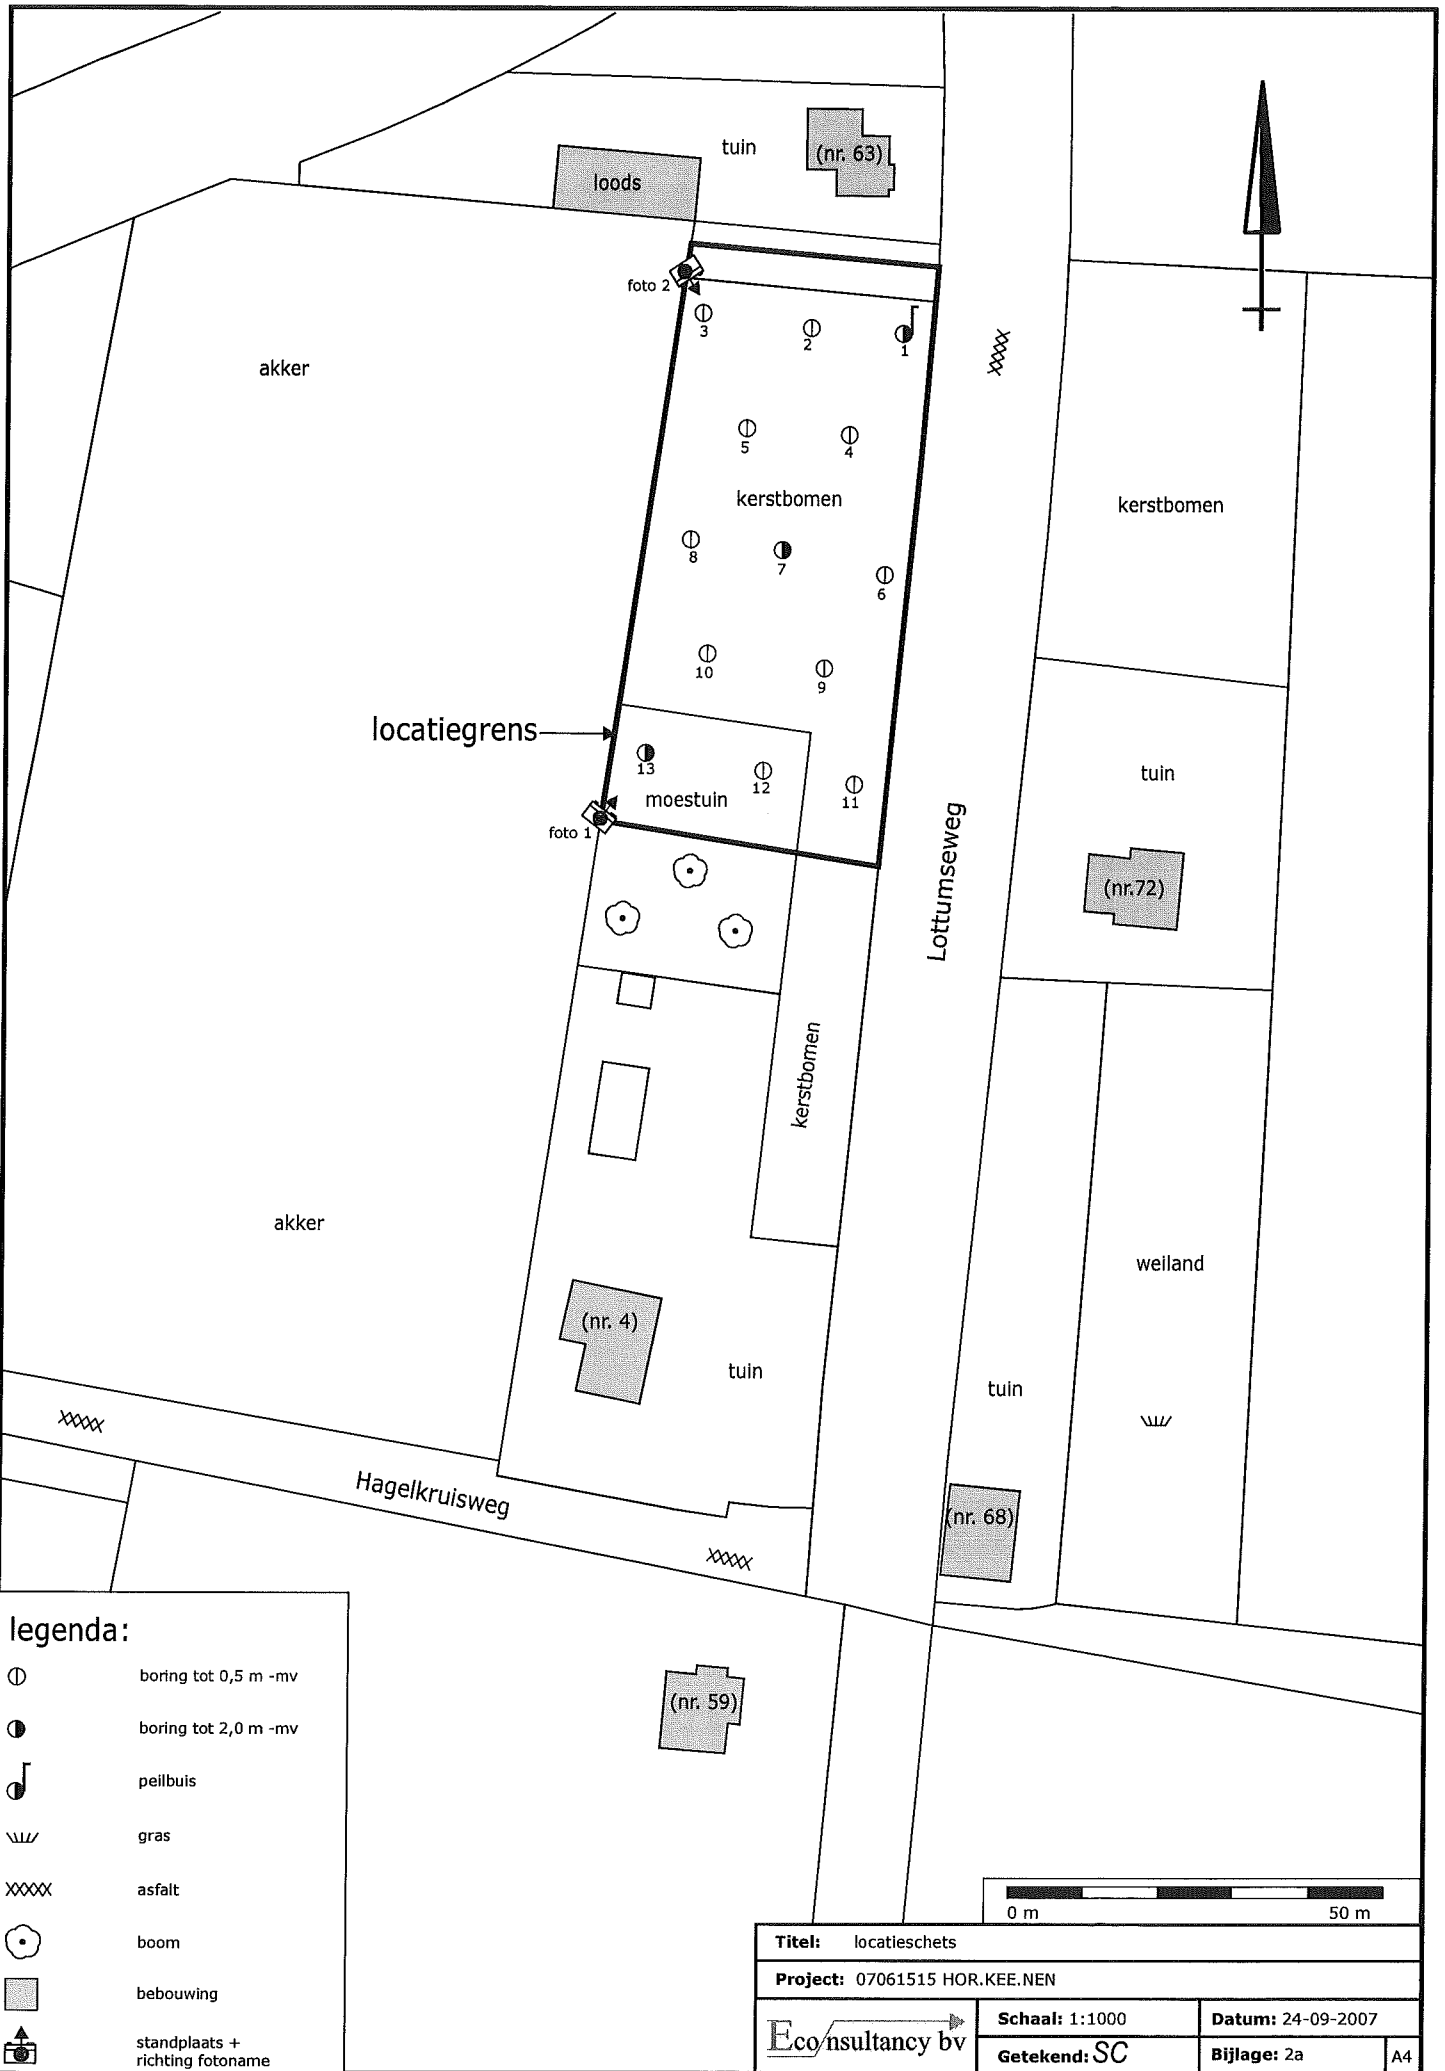 tuin
(nr. 63)
loods
foto 2
3
2
1
akker
5
4
kerstbomen
kerstbomen
8
7
6
10
9
locatiegrens
13
12
11
moestuin
tuin
foto 1
Lottumseweg
(nr.72)
kerstbomen
akker
weiland
(nr. 4)
tuin
tuin
Hagelkruisweg
(nr. 68)
(nr. 59)
legenda:
boring tot 0,5 m -mv
boring tot 2,0 m -mv
peilbuis
gras
asfalt
boom
bebouwing
standplaats +
richting fotoname
0 m 50 m
Titel: locatieschets
Project: 07061515 HOR.KEE.NEN
Econsultancy bv
Schaal: 1:1000
Datum: 24-09-2007
Getekend: SC
Bijlage: 2a
A4